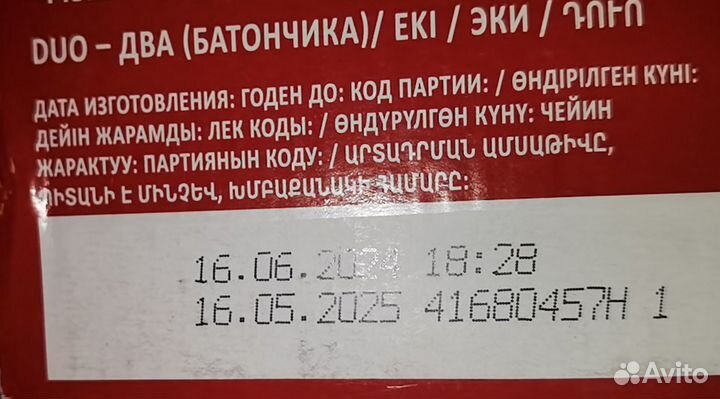 DUO – ДВА (БАТОНЧИКА)/ EKI / ЭКИ / ԴՈՒՈ
ДАТА ИЗГОТОВЛЕНИЯ: ГОДЕН ДО: КОД ПАРТИИ: / ӨНДІРІЛГЕН КҮНІ:
ДЕЙІН ЖАРАМДЫ: ЛЕК КОДЫ: / ӨНДҮРҮЛГӨН КҮНҮ: ЧЕЙИН
ЖАРАКТУУ: ПАРТИЯНЫН КОДУ: / ԱՐՏԱԴՐՄԱՆ ԱՄՍԱԹԻՎԸ,
ՊԻՏԱՆԻ Է ՄԻՆՉԵՎ, ԽՄԲԱՔԱՆԱԿԻ ՀԱՄԱՐԸ:
16.06.2024 18:28
16.05.2025 41680457H 1
Avito